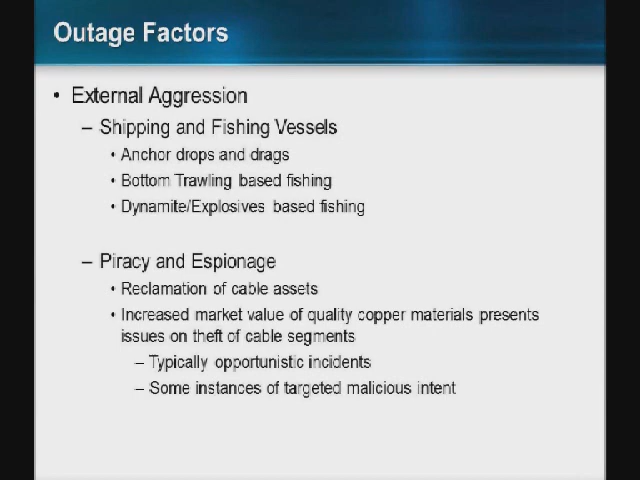 Outage Factors
• External Aggression
– Shipping and Fishing Vessels
• Anchor drops and drags
• Bottom Trawling based fishing
• Dynamite/Explosives based fishing
– Piracy and Espionage
• Reclamation of cable assets
• Increased market value of quality copper materials presents
issues on theft of cable segments
– Typically opportunistic incidents
– Some instances of targeted malicious intent